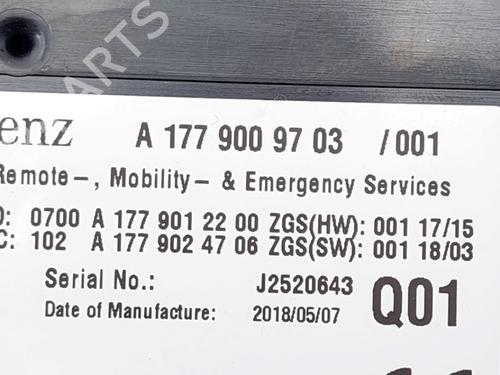 PARTS
enz A 177 900 97 03 /001
Remote-, Mobility- & Emergency Services
D: 0700 A 177 901 22 00 ZGS(HW): 001 17/15
C: 102 A 177 902 47 06 ZGS(SW): 001 18/03
Serial No.: J2520643 Q01
Date of Manufacture: 2018/05/07